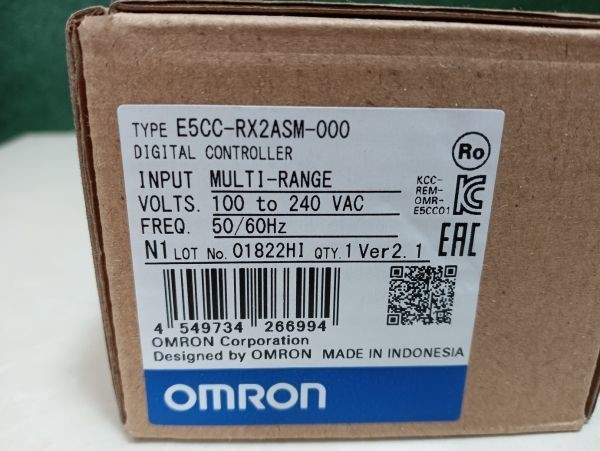 TYPE E5CC-RX2ASM-000
DIGITAL CONTROLLER
Ro
INPUT MULTI-RANGE
VOLTS. 100 to 240 VAC
FREQ. 50/60Hz
KCC-
REM-
OMR-
E5CC01
EAC
N1 LOT No. 01822HI QTY.1 Ver2.1
4 549734 266994
OMRON Corporation
Designed by OMRON MADE IN INDONESIA
OMRON